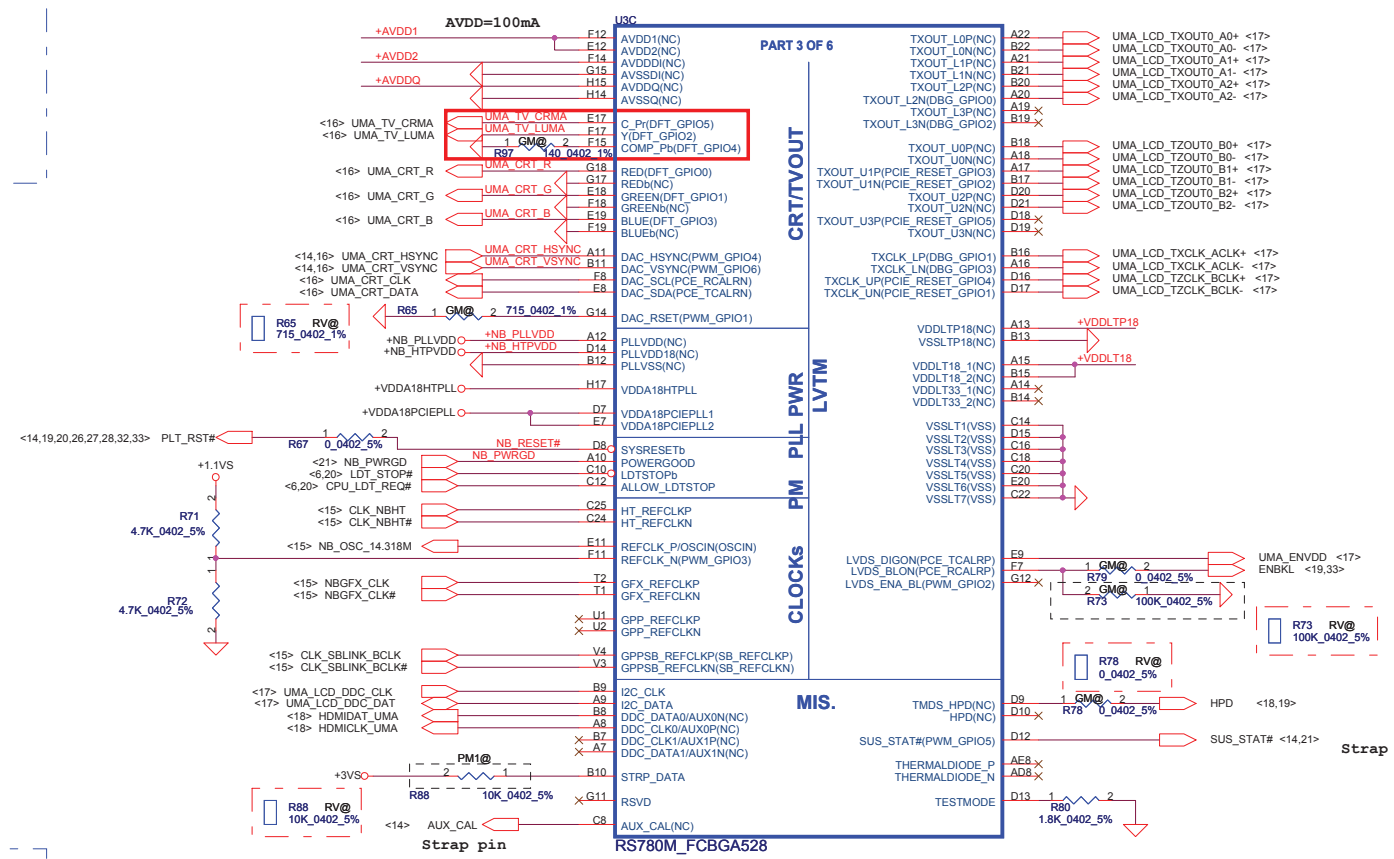 AVDD=100mA
U3C
PART 3 OF 6
CRT/TVOUT
PLL PWR
LVTM
PM
CLOCKs
MIS.
+AVDD1
F12 AVDD1(NC)
E12 AVDD2(NC)
+AVDD2
F14 AVDDDI(NC)
G15 AVSSDI(NC)
+AVDDQ
H15 AVDDQ(NC)
H14 AVSSQ(NC)
<16> UMA_TV_CRMA UMA_TV_CRMA E17 C_Pr(DFT_GPIO5)
<16> UMA_TV_LUMA UMA_TV_LUMA F17 Y(DFT_GPIO2)
1 GM@ 2 F15 COMP_Pb(DFT_GPIO4)
R97 140_0402_1%
<16> UMA_CRT_R UMA_CRT_R G18 RED(DFT_GPIO0)
G17 REDb(NC)
<16> UMA_CRT_G UMA_CRT_G E18 GREEN(DFT_GPIO1)
F18 GREENb(NC)
<16> UMA_CRT_B UMA_CRT_B E19 BLUE(DFT_GPIO3)
F19 BLUEb(NC)
<14,16> UMA_CRT_HSYNC UMA_CRT_HSYNC A11 DAC_HSYNC(PWM_GPIO4)
<14,16> UMA_CRT_VSYNC UMA_CRT_VSYNC B11 DAC_VSYNC(PWM_GPIO6)
<16> UMA_CRT_CLK F8 DAC_SCL(PCE_RCALRN)
<16> UMA_CRT_DATA E8 DAC_SDA(PCE_TCALRN)
R65 RV@
715_0402_1%
R65 1 GM@ 2 715_0402_1% G14 DAC_RSET(PWM_GPIO1)
+NB_PLLVDD +NB_PLLVDD A12 PLLVDD(NC)
+NB_HTPVDD +NB_HTPVDD D14 PLLVDD18(NC)
B12 PLLVSS(NC)
+VDDA18HTPLL H17 VDDA18HTPLL
+VDDA18PCIEPLL D7 VDDA18PCIEPLL1
E7 VDDA18PCIEPLL2
<14,19,20,26,27,28,32,33> PLT_RST# 1 2
R67 0_0402_5%
NB_RESET# D8 SYSRESETb
<21> NB_PWRGD NB_PWRGD A10 POWERGOOD
<6,20> LDT_STOP# C10 LDTSTOPb
<6,20> CPU_LDT_REQ# C12 ALLOW_LDTSTOP
+1.1VS
2
R71
4.7K_0402_5%
1
<15> CLK_NBHT C25 HT_REFCLKP
<15> CLK_NBHT# C24 HT_REFCLKN
<15> NB_OSC_14.318M E11 REFCLK_P/OSCIN(OSCIN)
F11 REFCLK_N(PWM_GPIO3)
1
R72
4.7K_0402_5%
2
<15> NBGFX_CLK T2 GFX_REFCLKP
<15> NBGFX_CLK# T1 GFX_REFCLKN
U1 GPP_REFCLKP
U2 GPP_REFCLKN
<15> CLK_SBLINK_BCLK V4 GPPSB_REFCLKP(SB_REFCLKP)
<15> CLK_SBLINK_BCLK# V3 GPPSB_REFCLKN(SB_REFCLKN)
<17> UMA_LCD_DDC_CLK B9 I2C_CLK
<17> UMA_LCD_DDC_DAT A9 I2C_DATA
<18> HDMIDAT_UMA B8 DDC_DATA0/AUX0N(NC)
<18> HDMICLK_UMA A8 DDC_CLK0/AUX0P(NC)
B7 DDC_CLK1/AUX1P(NC)
A7 DDC_DATA1/AUX1N(NC)
PM1@
+3VS 2 1 B10 STRP_DATA
R88 10K_0402_5%
R88 RV@
10K_0402_5%
G11 RSVD
<14> AUX_CAL C8 AUX_CAL(NC)
Strap pin
RS780M_FCBGA528
TXOUT_L0P(NC) A22 UMA_LCD_TXOUT0_A0+ <17>
TXOUT_L0N(NC) B22 UMA_LCD_TXOUT0_A0- <17>
TXOUT_L1P(NC) A21 UMA_LCD_TXOUT0_A1+ <17>
TXOUT_L1N(NC) B21 UMA_LCD_TXOUT0_A1- <17>
TXOUT_L2P(NC) B20 UMA_LCD_TXOUT0_A2+ <17>
TXOUT_L2N(DBG_GPIO0) A20 UMA_LCD_TXOUT0_A2- <17>
TXOUT_L3P(NC) A19
TXOUT_L3N(DBG_GPIO2) B19
TXOUT_U0P(NC) B18 UMA_LCD_TZOUT0_B0+ <17>
TXOUT_U0N(NC) A18 UMA_LCD_TZOUT0_B0- <17>
TXOUT_U1P(PCIE_RESET_GPIO3) A17 UMA_LCD_TZOUT0_B1+ <17>
TXOUT_U1N(PCIE_RESET_GPIO2) B17 UMA_LCD_TZOUT0_B1- <17>
TXOUT_U2P(NC) D20 UMA_LCD_TZOUT0_B2+ <17>
TXOUT_U2N(NC) D21 UMA_LCD_TZOUT0_B2- <17>
TXOUT_U3P(PCIE_RESET_GPIO5) D18
TXOUT_U3N(NC) D19
TXCLK_LP(DBG_GPIO1) B16 UMA_LCD_TXCLK_ACLK+ <17>
TXCLK_LN(DBG_GPIO3) A16 UMA_LCD_TXCLK_ACLK- <17>
TXCLK_UP(PCIE_RESET_GPIO4) D16 UMA_LCD_TZCLK_BCLK+ <17>
TXCLK_UN(PCIE_RESET_GPIO1) D17 UMA_LCD_TZCLK_BCLK- <17>
VDDLTP18(NC) A13 +VDDLTP18
VSSLTP18(NC) B13
VDDLT18_1(NC) A15 +VDDLT18
VDDLT18_2(NC) B15
VDDLT33_1(NC) A14
VDDLT33_2(NC) B14
VSSLT1(VSS) C14
VSSLT2(VSS) D15
VSSLT3(VSS) C16
VSSLT4(VSS) C18
VSSLT5(VSS) C20
VSSLT6(VSS) E20
VSSLT7(VSS) C22
LVDS_DIGON(PCE_TCALRP) E9 UMA_ENVDD <17>
LVDS_BLON(PCE_RCALRP) F7 1 GM@ 2 ENBKL <19,33>
R79 0_0402_5%
LVDS_ENA_BL(PWM_GPIO2) G12
2 GM@ 1
R73 100K_0402_5%
R73 RV@
100K_0402_5%
R78 RV@
0_0402_5%
TMDS_HPD(NC) D9 1 GM@ 2 HPD <18,19>
R78 0_0402_5%
HPD(NC) D10
SUS_STAT#(PWM_GPIO5) D12 SUS_STAT# <14,21>
Strap
THERMALDIODE_P AE8
THERMALDIODE_N AD8
TESTMODE D13 1 2
R80
1.8K_0402_5%